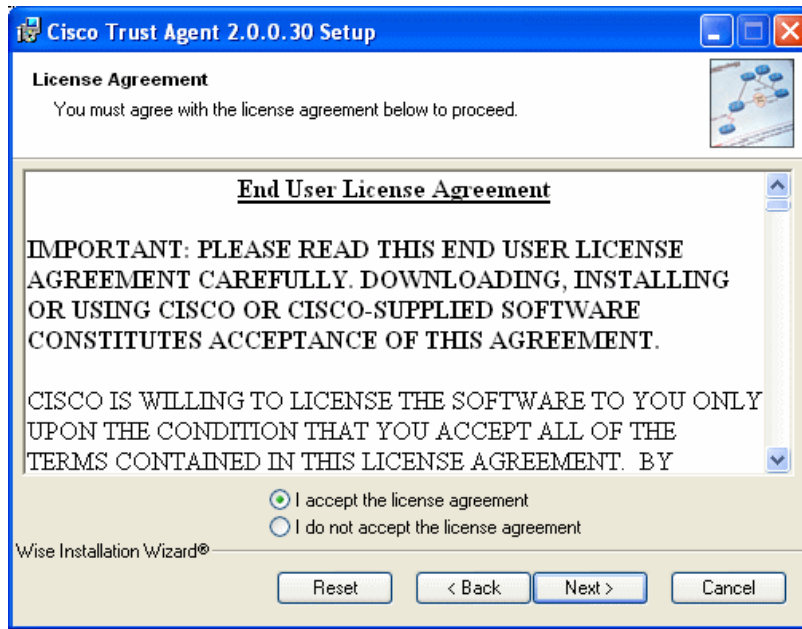 Cisco Trust Agent 2.0.0.30 Setup
License Agreement
You must agree with the license agreement below to proceed.
End User License Agreement
IMPORTANT: PLEASE READ THIS END USER LICENSE
AGREEMENT CAREFULLY. DOWNLOADING, INSTALLING
OR USING CISCO OR CISCO-SUPPLIED SOFTWARE
CONSTITUTES ACCEPTANCE OF THIS AGREEMENT.
CISCO IS WILLING TO LICENSE THE SOFTWARE TO YOU ONLY
UPON THE CONDITION THAT YOU ACCEPT ALL OF THE
TERMS CONTAINED IN THIS LICENSE AGREEMENT. BY
I accept the license agreement
I do not accept the license agreement
Wise Installation Wizard®
Reset
< Back
Next >
Cancel